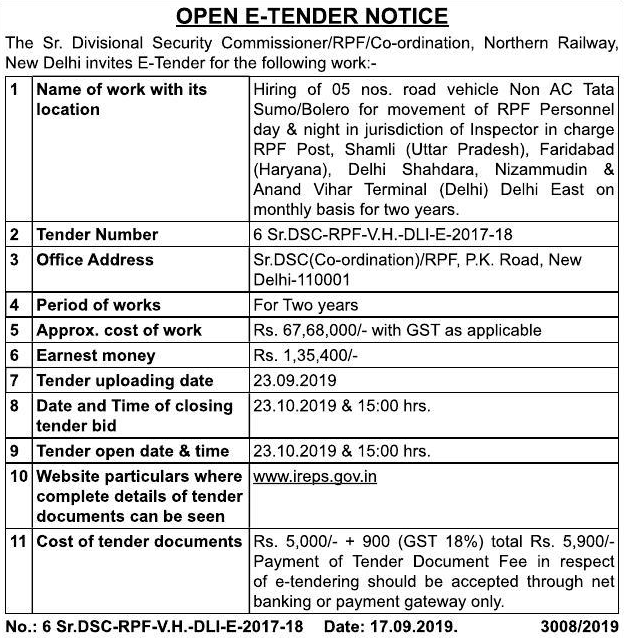 OPEN E-TENDER NOTICE
The Sr. Divisional Security Commissioner/RPF/Co-ordination, Northern Railway,
New Delhi invites E-Tender for the following work:-
1 Name of work with its location
Hiring of 05 nos. road vehicle Non AC Tata
Sumo/Bolero for movement of RPF Personnel
day & night in jurisdiction of Inspector in charge
RPF Post, Shamli (Uttar Pradesh), Faridabad
(Haryana), Delhi Shahdara, Nizammudin &
Anand Vihar Terminal (Delhi) Delhi East on
monthly basis for two years.
2 Tender Number 6 Sr.DSC-RPF-V.H.-DLI-E-2017-18
3 Office Address Sr.DSC(Co-ordination)/RPF, P.K. Road, New
Delhi-110001
4 Period of works For Two years
5 Approx. cost of work Rs. 67,68,000/- with GST as applicable
6 Earnest money Rs. 1,35,400/-
7 Tender uploading date 23.09.2019
8 Date and Time of closing
tender bid
23.10.2019 & 15:00 hrs.
9 Tender open date & time 23.10.2019 & 15:00 hrs.
10 Website particulars where
complete details of tender
documents can be seen
www.ireps.gov.in
11 Cost of tender documents Rs. 5,000/- + 900 (GST 18%) total Rs. 5,900/-
Payment of Tender Document Fee in respect
of e-tendering should be accepted through net
banking or payment gateway only.
No.: 6 Sr.DSC-RPF-V.H.-DLI-E-2017-18 Date: 17.09.2019. 3008/2019